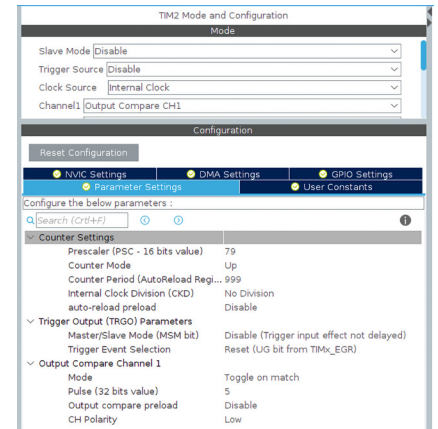 TIM2 Mode and Configuration
Mode
Slave Mode Disable
Trigger Source Disable
Clock Source Internal Clock
Channel1 Output Compare CH1
Configuration
Reset Configuration
NVIC Settings DMA Settings GPIO Settings
Parameter Settings User Constants
Configure the below parameters :
Search (Crtl+F)
Counter Settings
Prescaler (PSC - 16 bits value) 79
Counter Mode Up
Counter Period (AutoReload Regi... 999
Internal Clock Division (CKD) No Division
auto-reload preload Disable
Trigger Output (TRGO) Parameters
Master/Slave Mode (MSM bit) Disable (Trigger input effect not delayed)
Trigger Event Selection Reset (UG bit from TIMx_EGR)
Output Compare Channel 1
Mode Toggle on match
Pulse (32 bits value) 5
Output compare preload Disable
CH Polarity Low